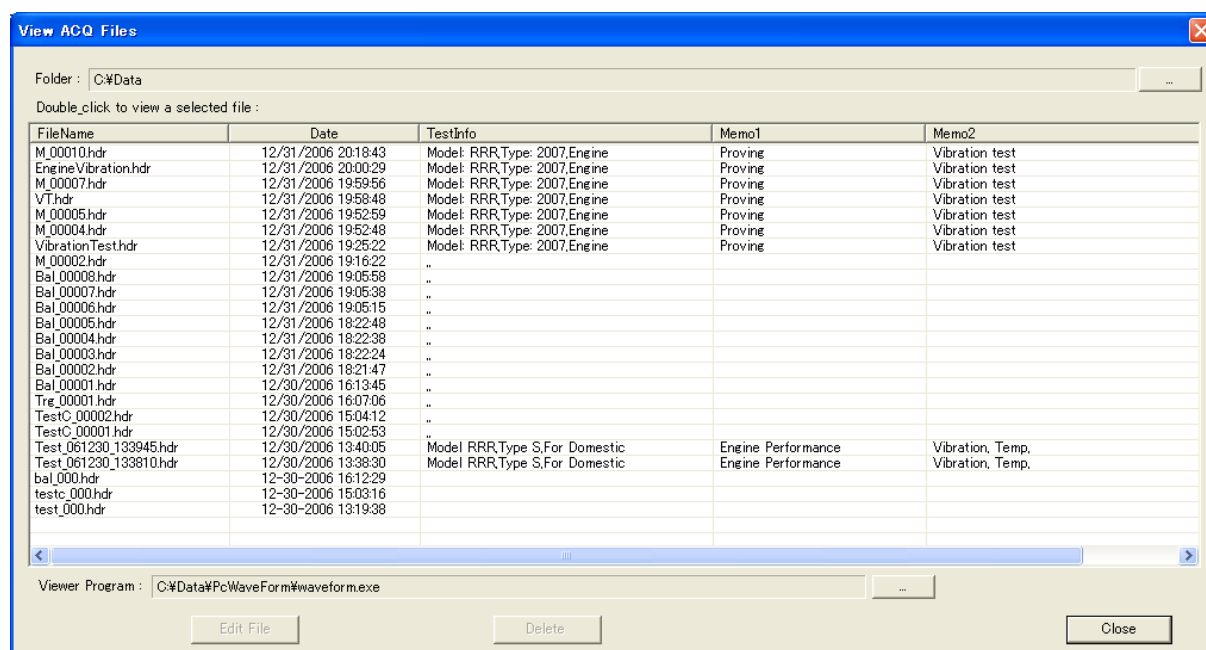 View ACQ Files
Folder : C:¥Data ...
Double_click to view a selected file :
FileName Date TestInfo Memo1 Memo2
M_00010.hdr 12/31/2006 20:18:43 Model: RRR,Type: 2007,Engine Proving Vibration test
EngineVibration.hdr 12/31/2006 20:00:29 Model: RRR,Type: 2007,Engine Proving Vibration test
M_00007.hdr 12/31/2006 19:59:56 Model: RRR,Type: 2007,Engine Proving Vibration test
VT.hdr 12/31/2006 19:58:48 Model: RRR,Type: 2007,Engine Proving Vibration test
M_00005.hdr 12/31/2006 19:52:59 Model: RRR,Type: 2007,Engine Proving Vibration test
M_00004.hdr 12/31/2006 19:52:48 Model: RRR,Type: 2007,Engine Proving Vibration test
VibrationTest.hdr 12/31/2006 19:25:22 Model: RRR,Type: 2007,Engine Proving Vibration test
M_00002.hdr 12/31/2006 19:16:22 ,,
Bal_00008.hdr 12/31/2006 19:05:58 ,,
Bal_00007.hdr 12/31/2006 19:05:38 ,,
Bal_00006.hdr 12/31/2006 19:05:15 ,,
Bal_00005.hdr 12/31/2006 18:22:48 ,,
Bal_00004.hdr 12/31/2006 18:22:38 ,,
Bal_00003.hdr 12/31/2006 18:22:24 ,,
Bal_00002.hdr 12/31/2006 18:21:47 ,,
Bal_00001.hdr 12/30/2006 16:13:45 ,,
Trg_00001.hdr 12/30/2006 16:07:06 ,,
TestC_00002.hdr 12/30/2006 15:04:12 ,,
TestC_00001.hdr 12/30/2006 15:02:53 ,,
Test_061230_133945.hdr 12/30/2006 13:40:05 Model RRR,Type S,For Domestic Engine Performance Vibration, Temp,
Test_061230_133810.hdr 12/30/2006 13:38:30 Model RRR,Type S,For Domestic Engine Performance Vibration, Temp,
bal_000.hdr 12-30-2006 16:12:29
testc_000.hdr 12-30-2006 15:03:16
test_000.hdr 12-30-2006 13:19:38
Viewer Program : C:¥Data¥PcWaveForm¥waveform.exe ...
Edit File Delete Close